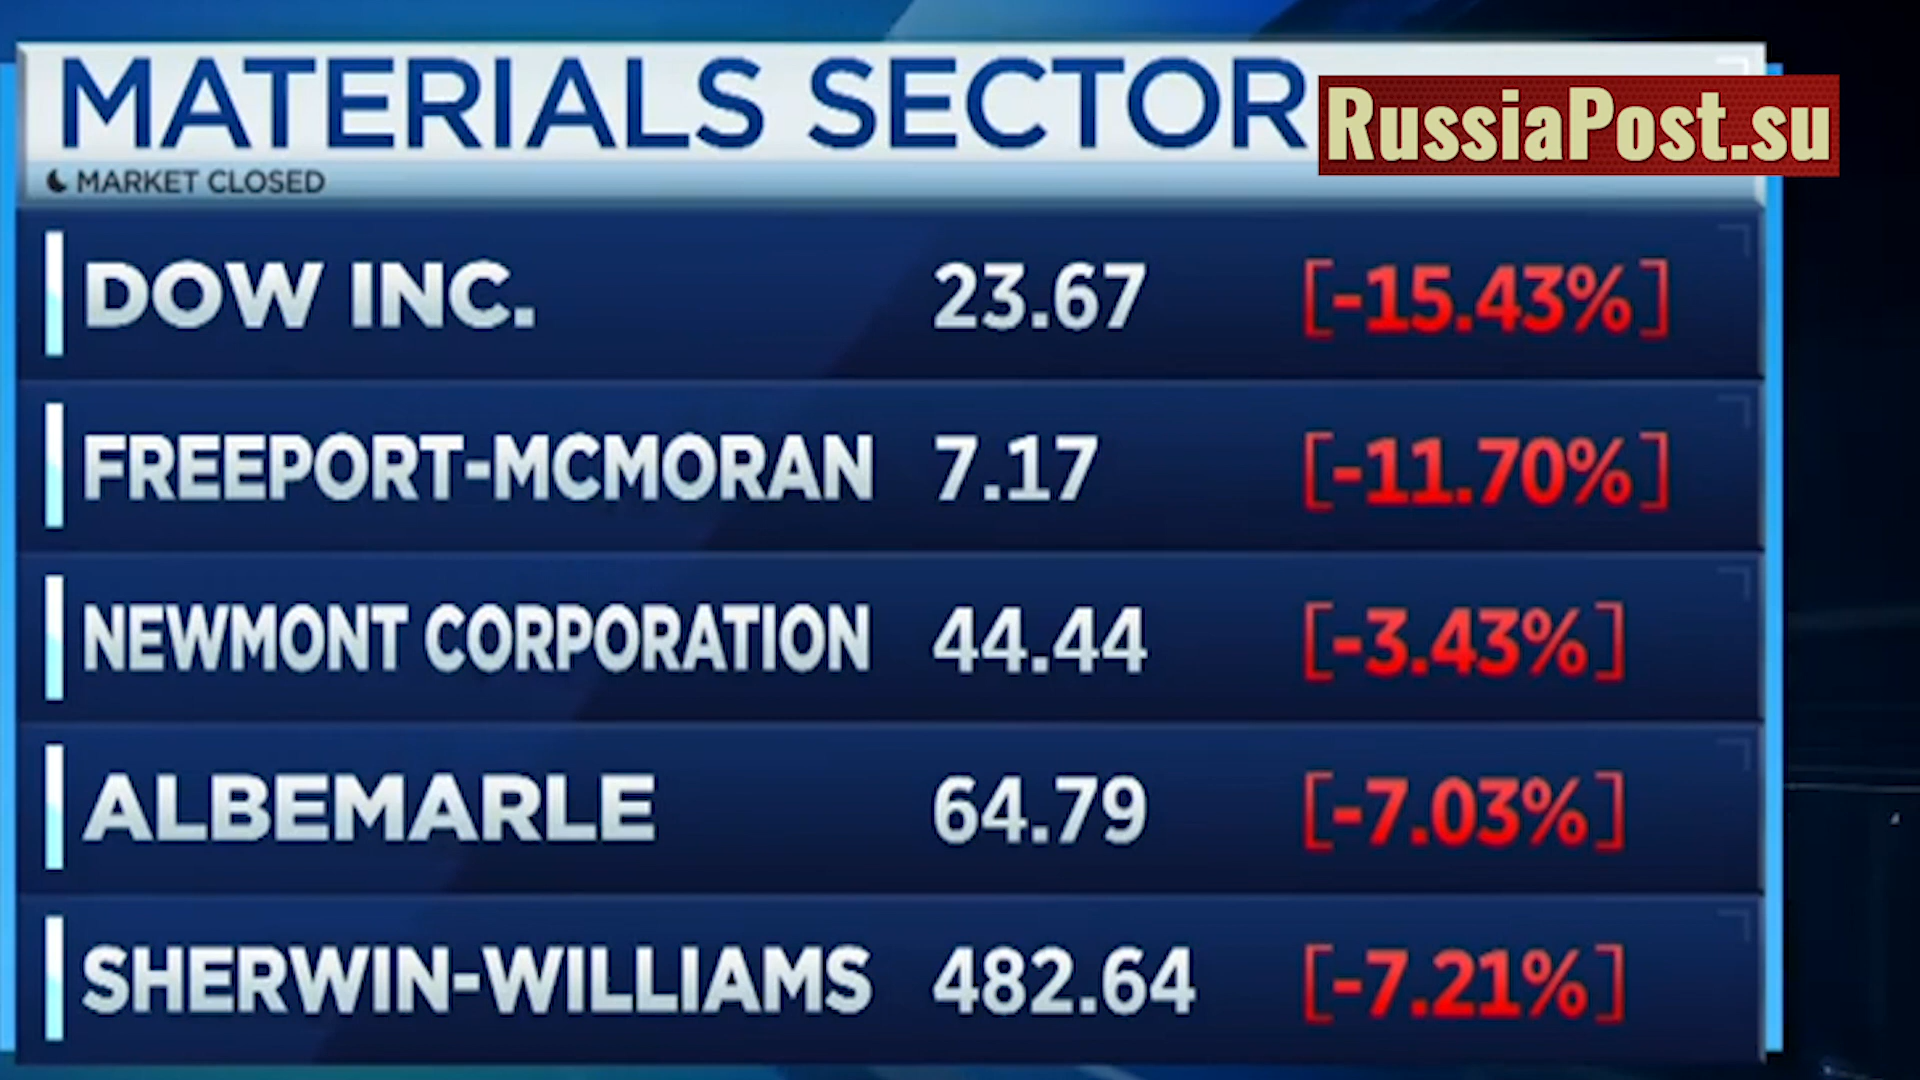 MATERIALS SECTOR
RussiaPost.su
MARKET CLOSED
DOW INC. 23.67 [-15.43%]
FREEPORT-MCMORAN 7.17 [-11.70%]
NEWMONT CORPORATION 44.44 [-3.43%]
ALBEMARLE 64.79 [-7.03%]
SHERWIN-WILLIAMS 482.64 [-7.21%]